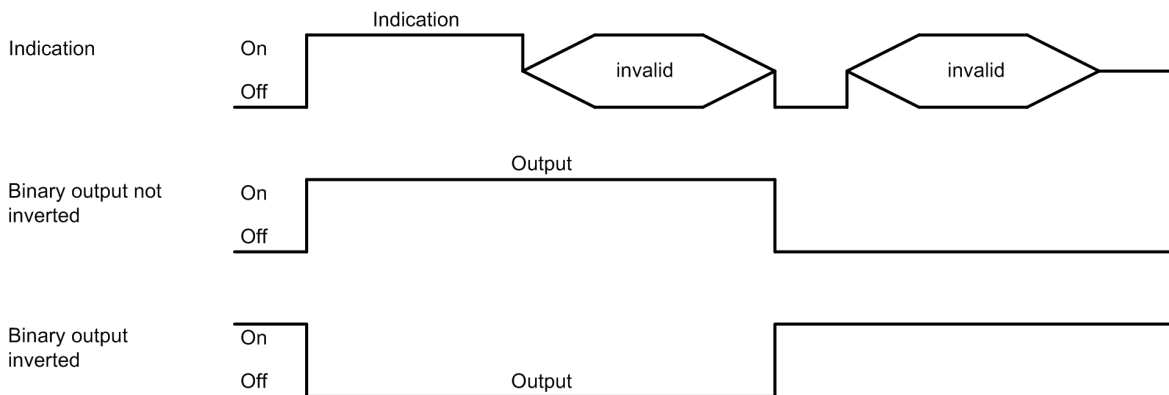 Indication
Indication
On
Off
invalid
invalid
Binary output not
inverted
On
Off
Output
Binary output
inverted
On
Off
Output